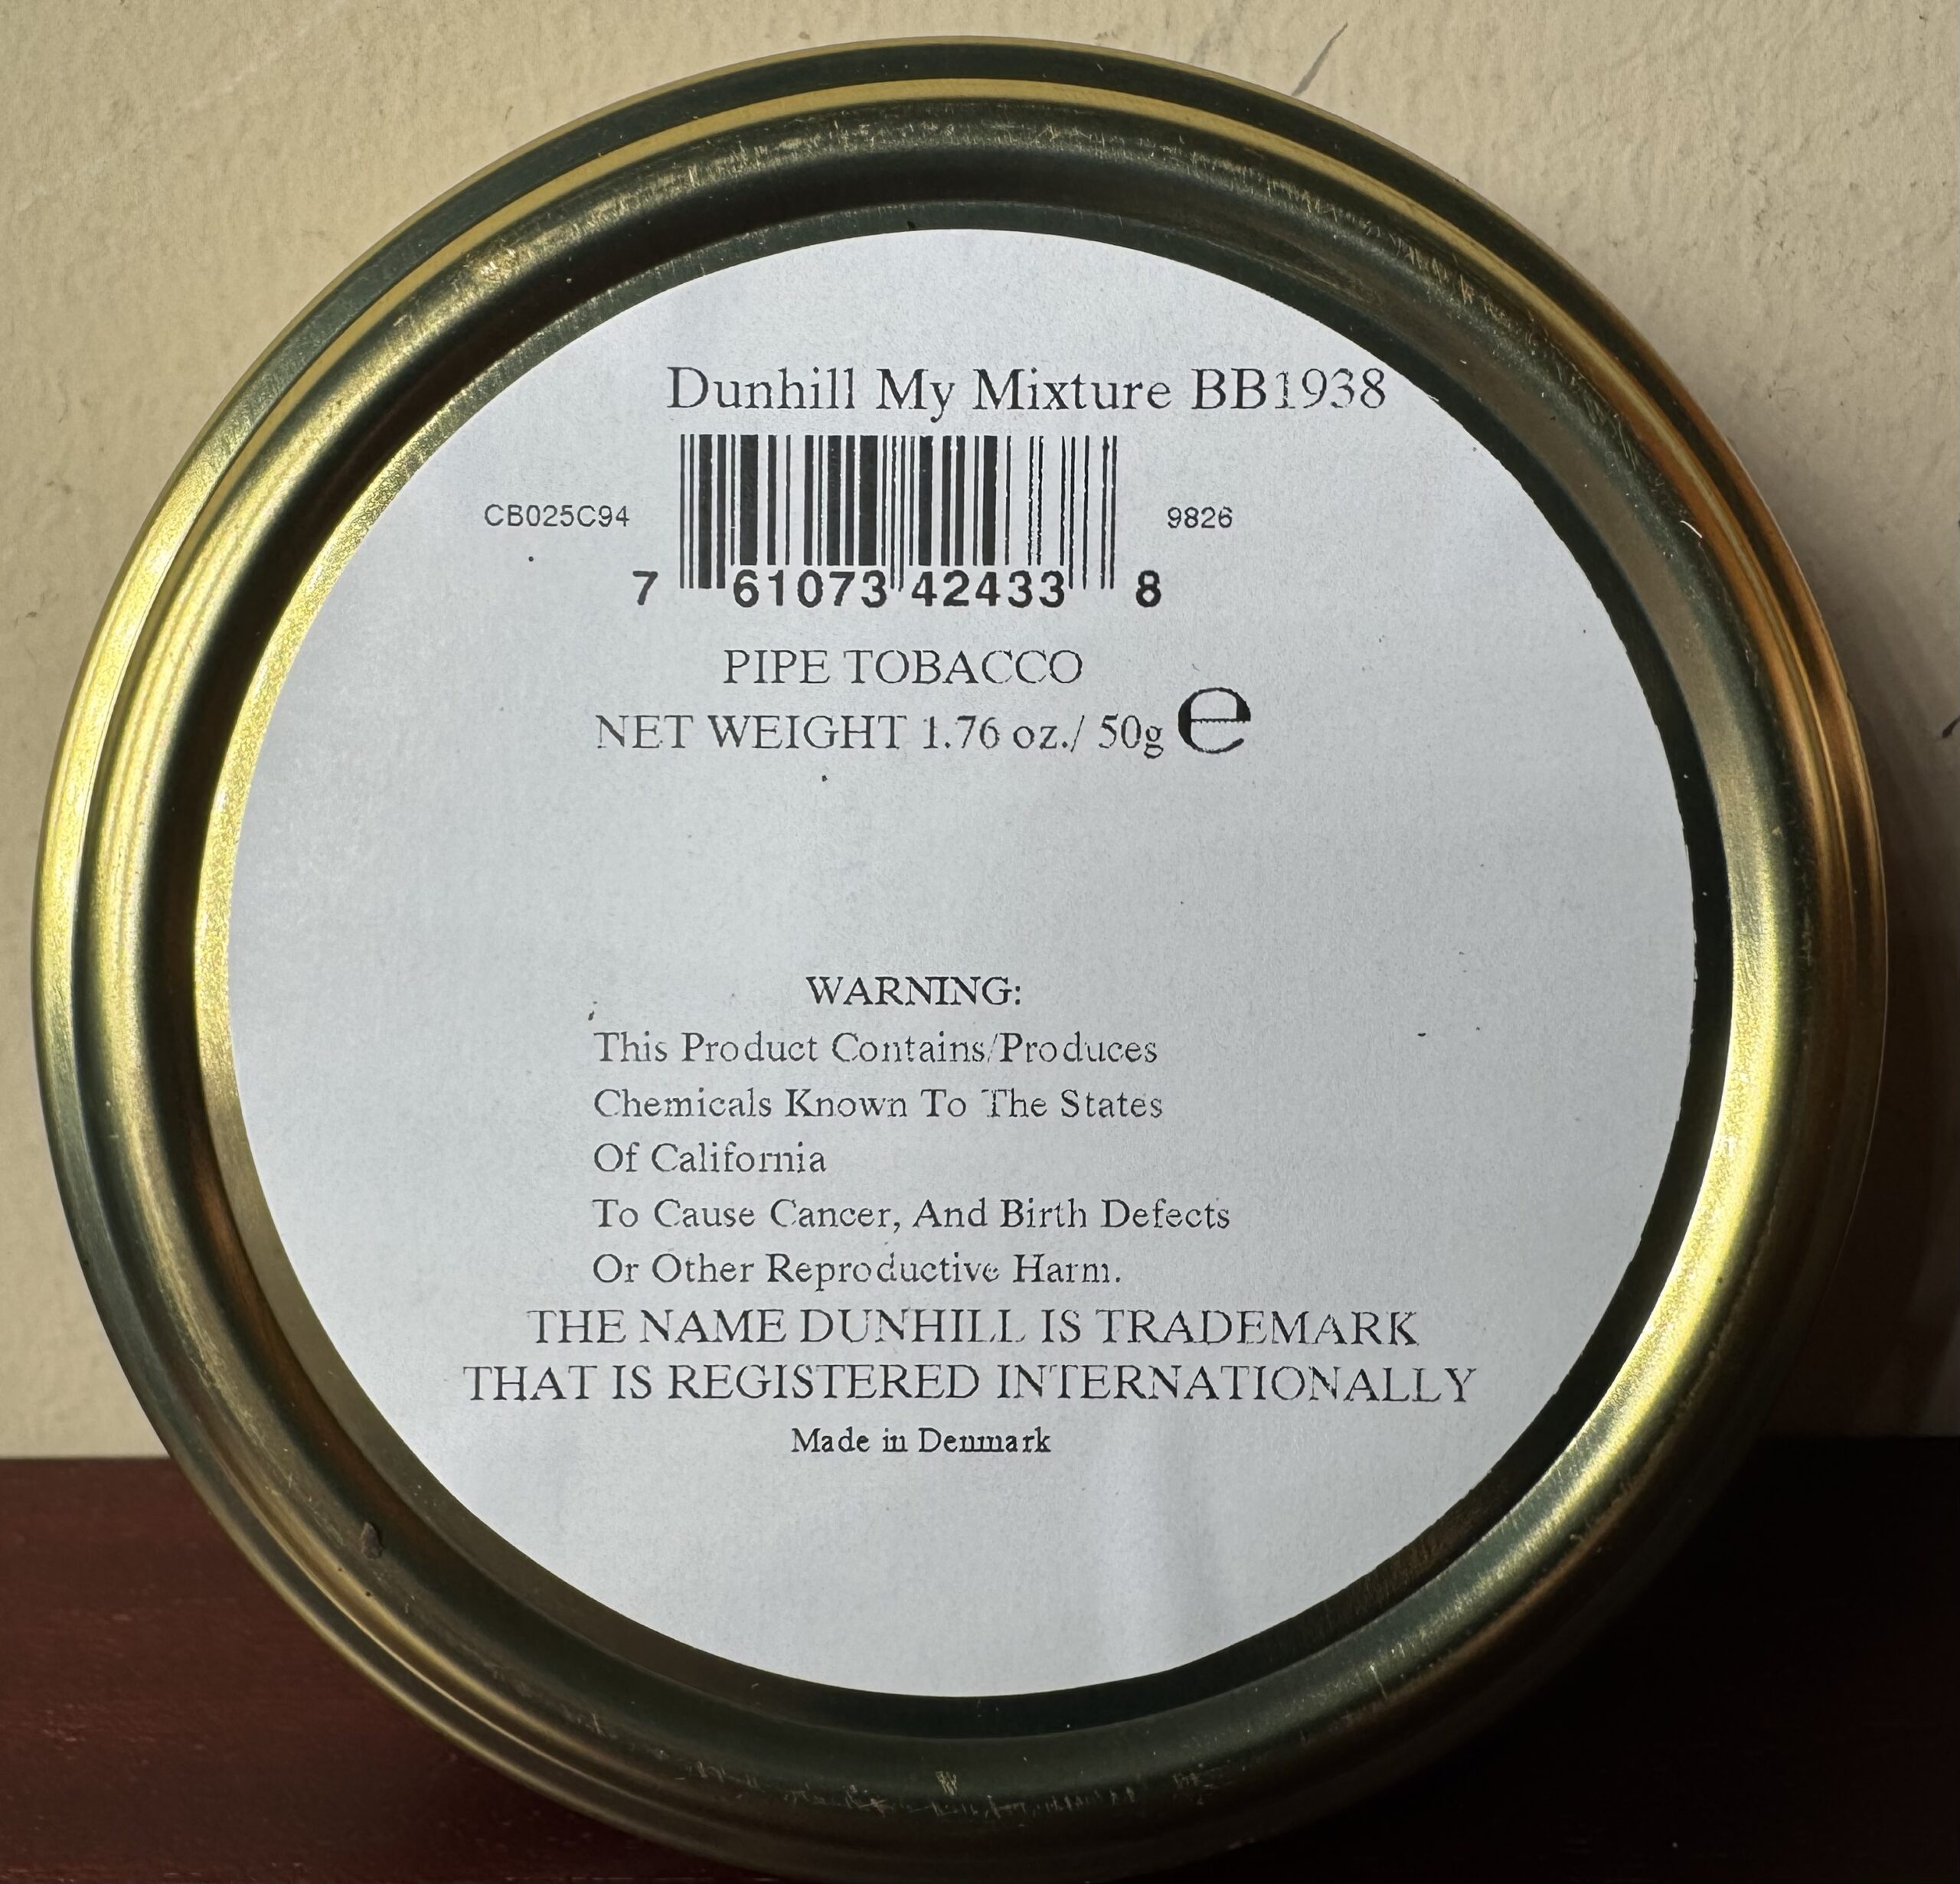 Dunhill My Mixture BB1938
CB025C94
9826
7 61073 42433 8
PIPE TOBACCO
NET WEIGHT 1.76 oz./ 50g e
WARNING:
This Product Contains/Produces
Chemicals Known To The States
Of California
To Cause Cancer, And Birth Defects
Or Other Reproductive Harm.
THE NAME DUNHILL IS TRADEMARK
THAT IS REGISTERED INTERNATIONALLY
Made in Denmark